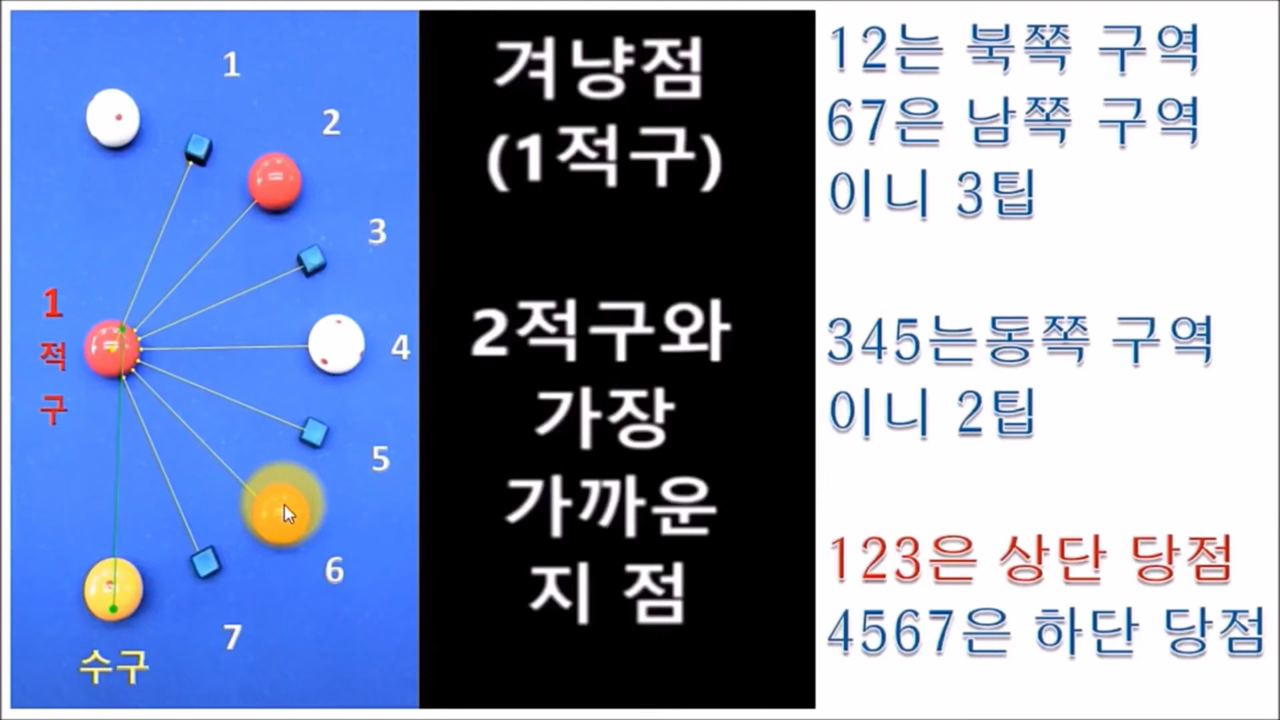 1
2
3
4
5
6
7
1
적
구
수구
겨냥점
(1적구)
2적구와
가장
가까운
지 점
12는 북쪽 구역
67은 남쪽 구역
이니 3팁
345는동쪽 구역
이니 2팁
123은 상단 당점
4567은 하단 당점